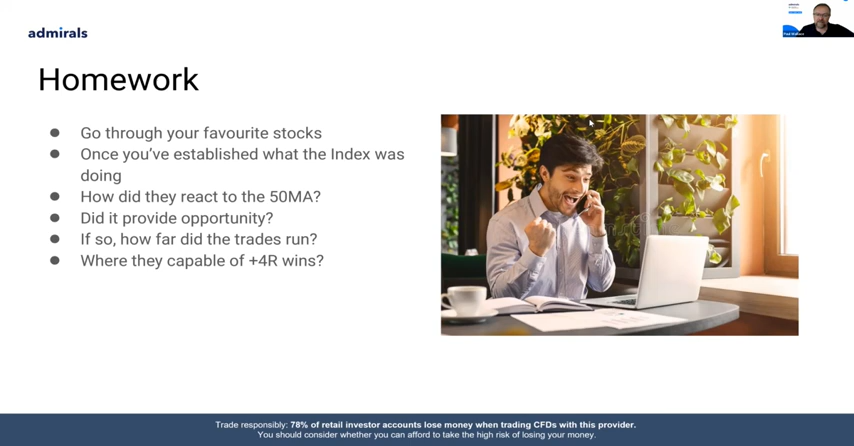 admirals
Homework
Go through your favourite stocks
Once you've established what the Index was
doing
How did they react to the 50MA?
Did it provide opportunity?
If so, how far did the trades run?
Where they capable of +4R wins?
Trade responsibly: 78% of retail investor accounts lose money when trading CFDs with this provider.
You should consider whether you can afford to take the high risk of losing your money.